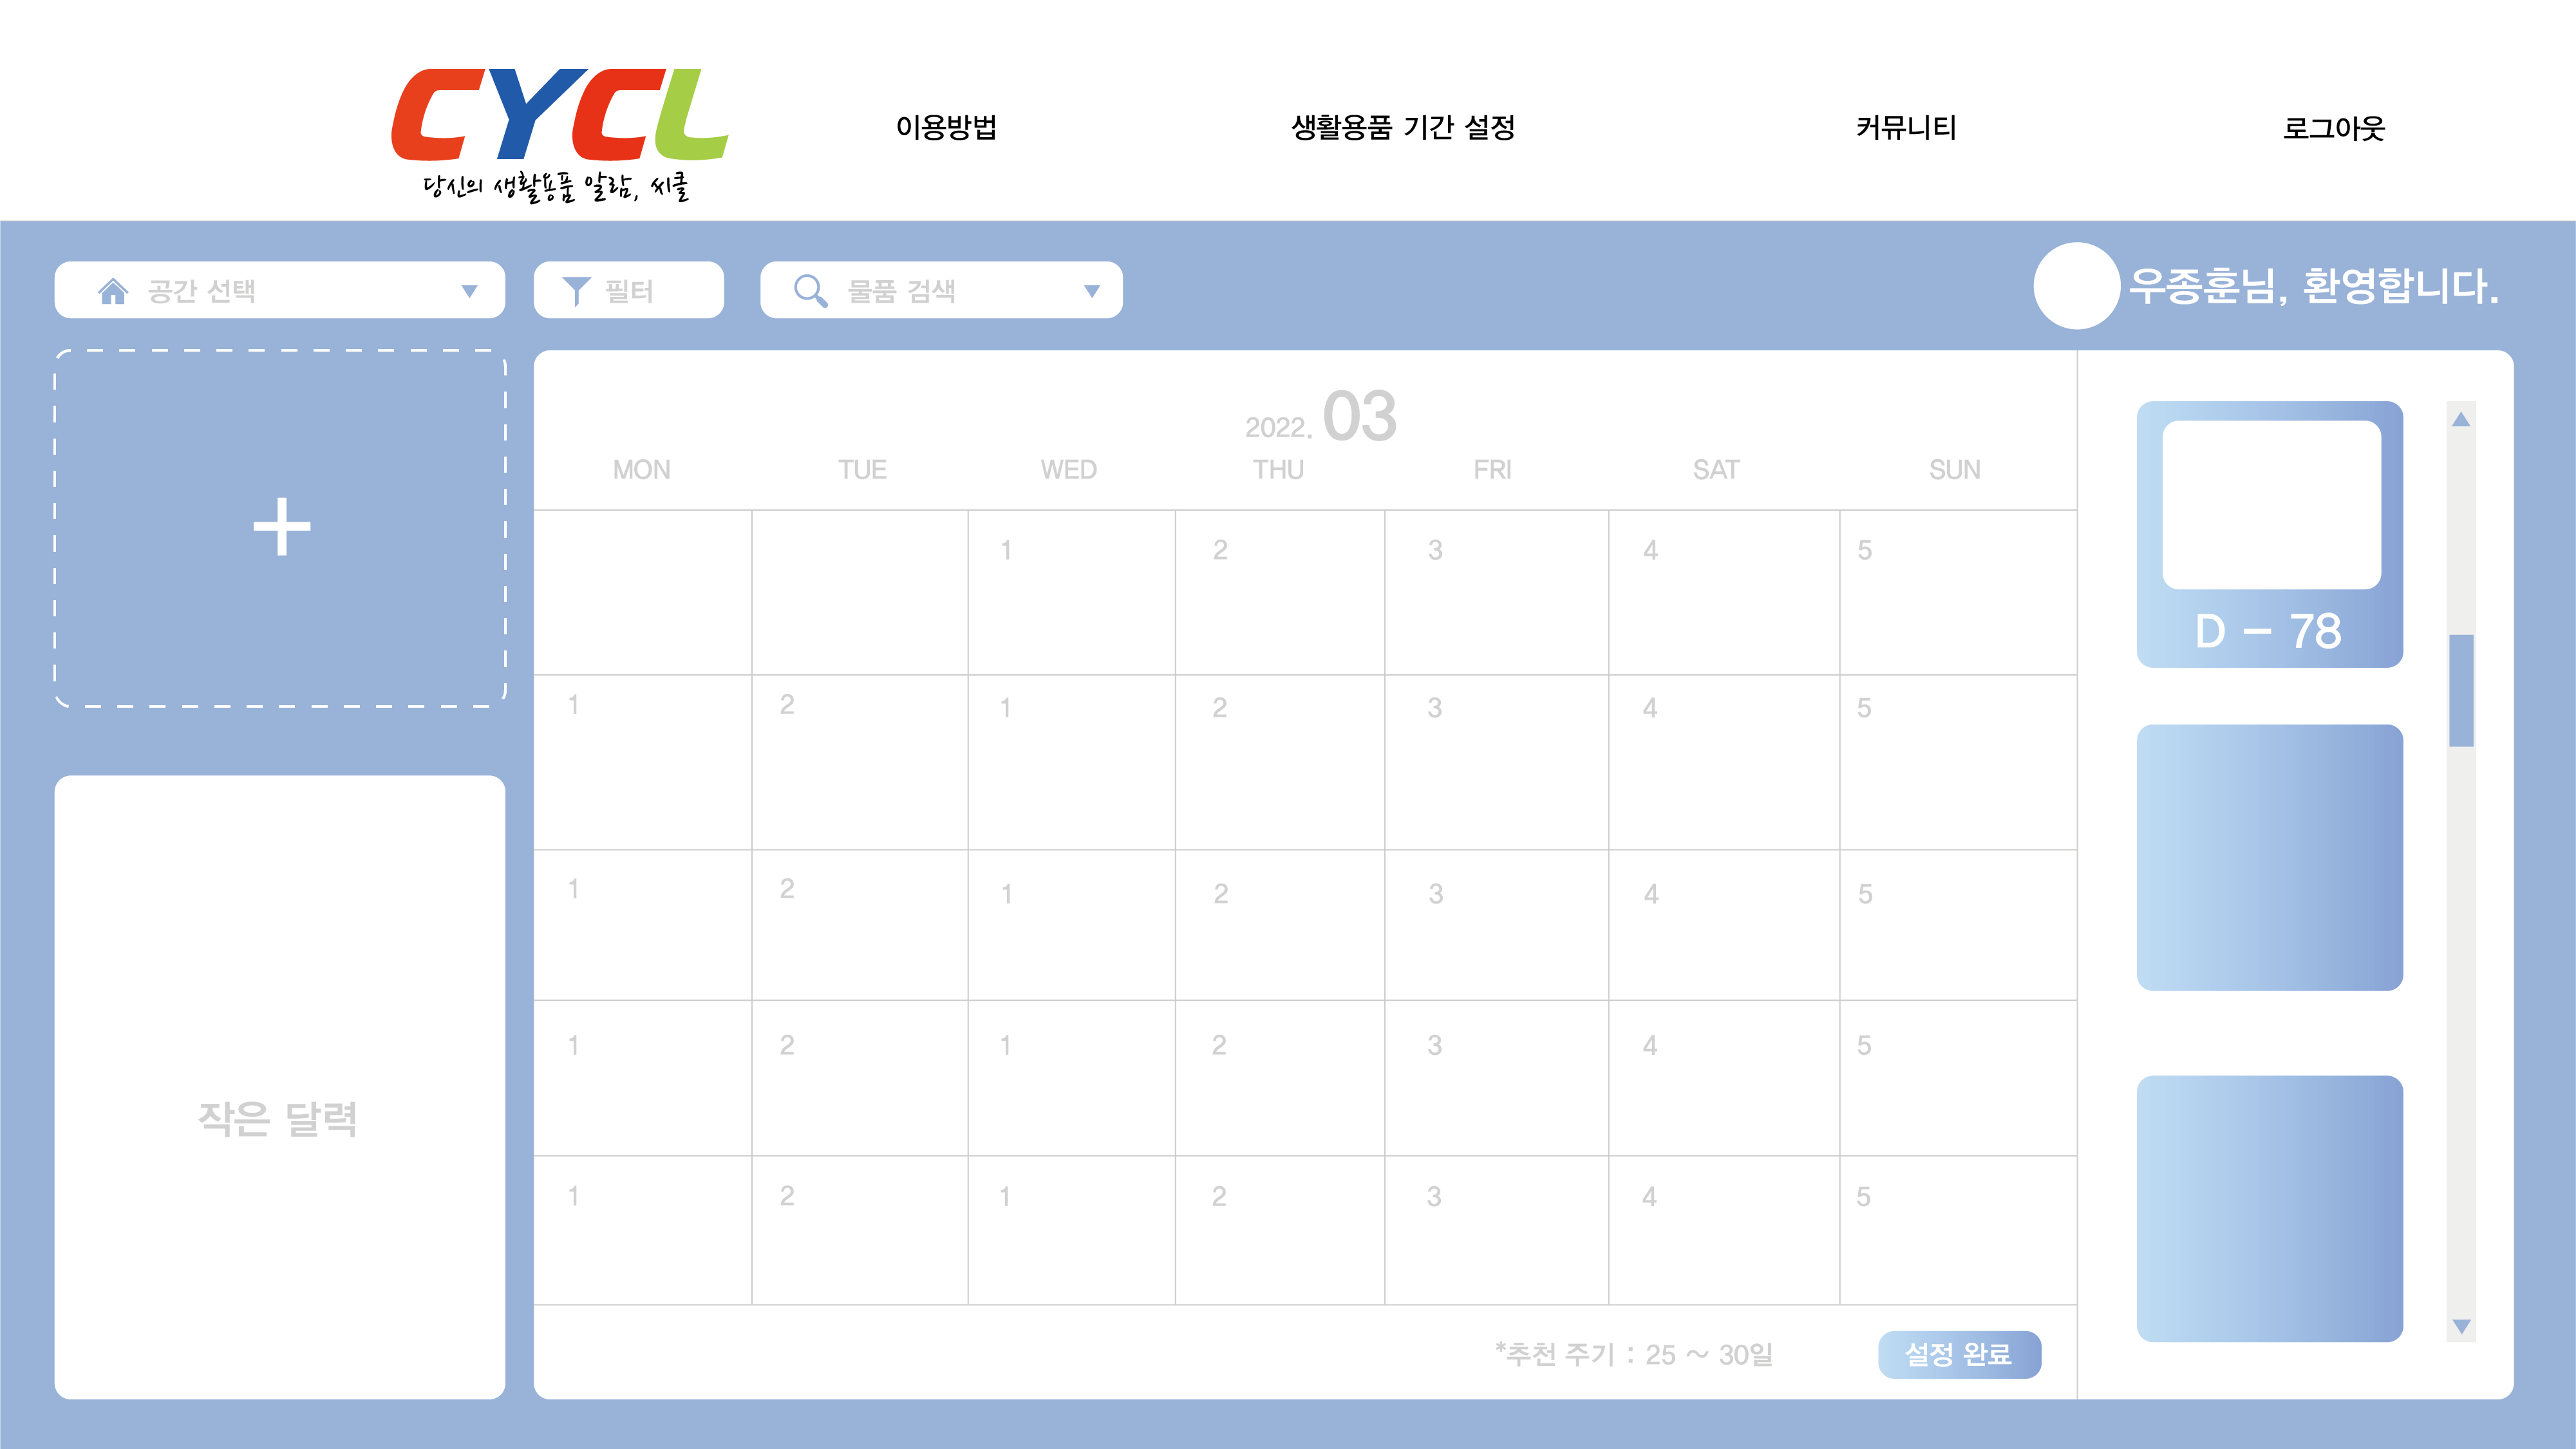 CYCL
당신의 생활용품 알람, 씨클
이용방법
생활용품 기간 설정
커뮤니티
로그아웃
공간 선택
필터
물품 검색
우종훈님, 환영합니다.
작은 달력
2022. 03
MON TUE WED THU FRI SAT SUN
1 2 3 4 5
1 2 1 2 3 4 5
1 2 1 2 3 4 5
1 2 1 2 3 4 5
1 2 1 2 3 4 5
*추천 주기 : 25 ~ 30일
설정 완료
D - 78